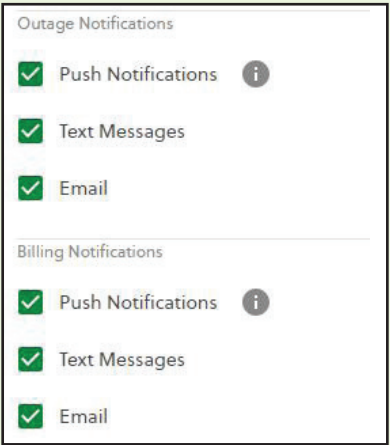 Outage Notifications
Push Notifications
Text Messages
Email
Billing Notifications
Push Notifications
Text Messages
Email